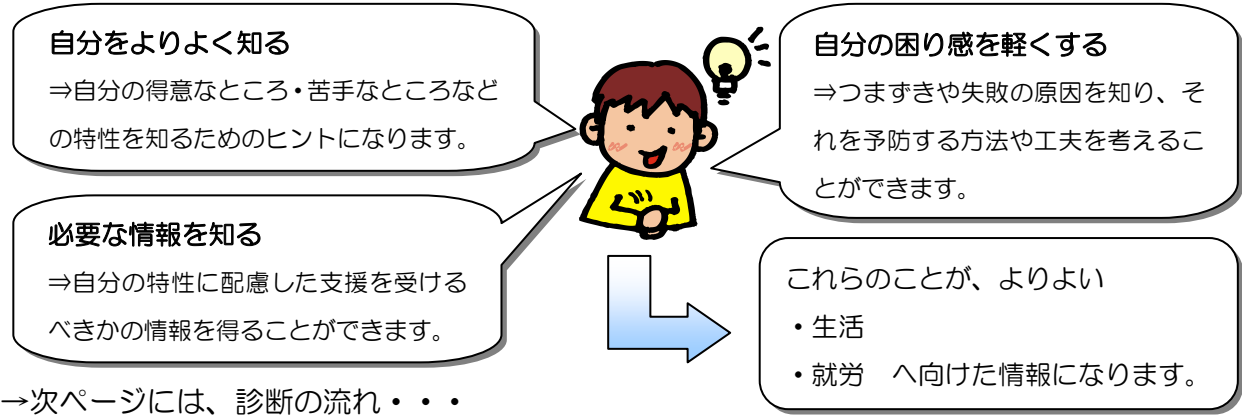 自分をよりよく知る
⇒自分の得意なところ・苦手なところなど
の特性を知るためのヒントになります。
自分の困り感を軽くする
⇒つまずきや失敗の原因を知り、そ
れを予防する方法や工夫を考えるこ
とができます。
必要な情報を知る
⇒自分の特性に配慮した支援を受ける
べきかの情報を得ることができます。
これらのことが、よりよい
・生活
・就労　へ向けた情報になります。
→次ページには、診断の流れ・・・